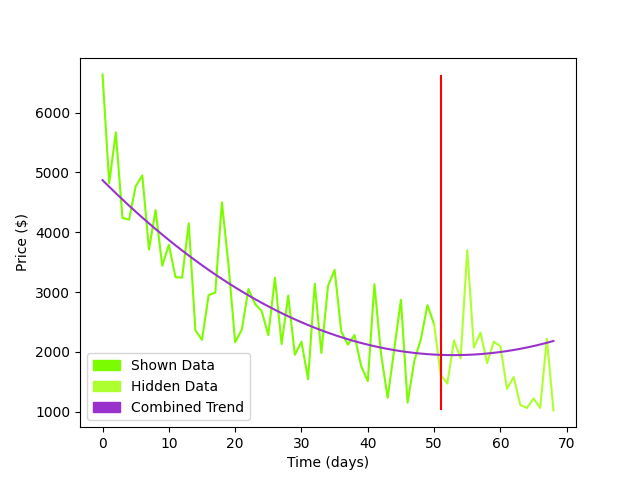 6000
5000
4000
3000
2000
1000
Price ($)
Shown Data
Hidden Data
Combined Trend
0 10 20 30 40 50 60 70
Time (days)